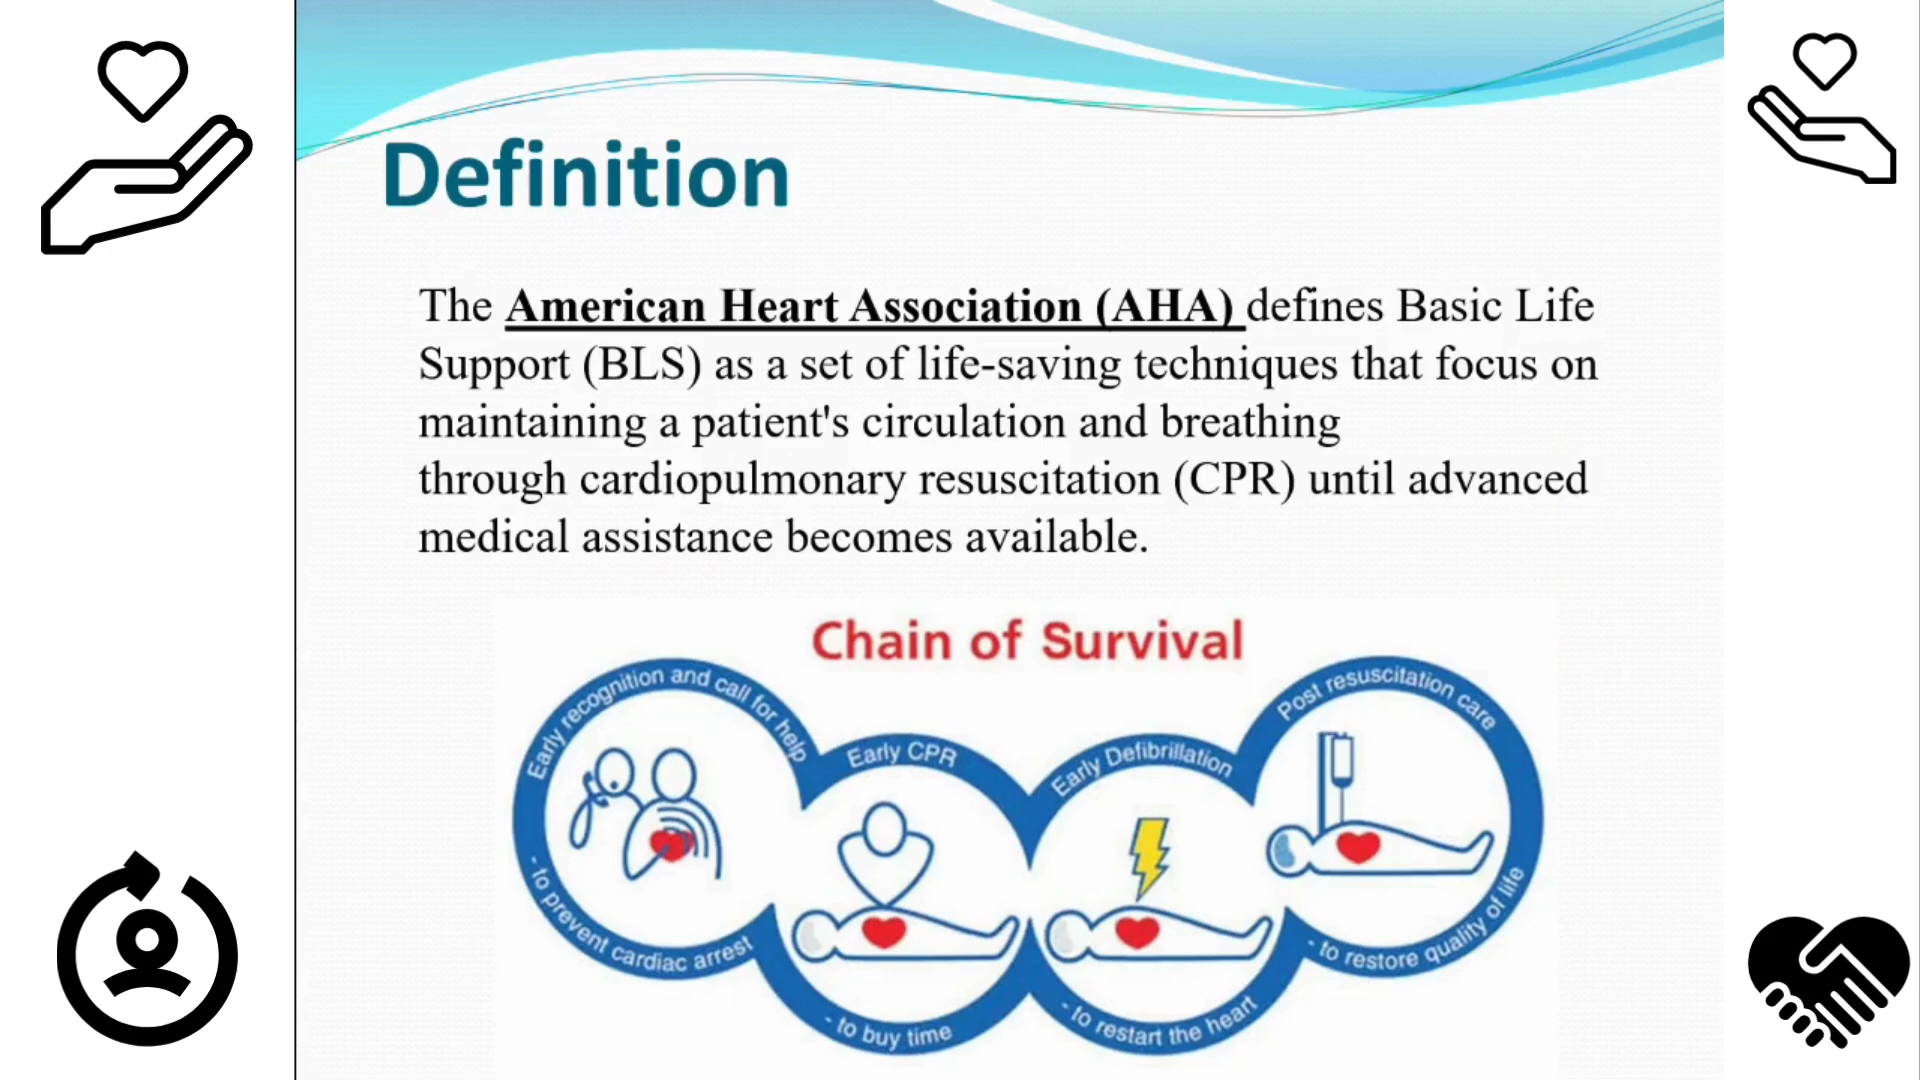 Definition
The American Heart Association (AHA) defines Basic Life
Support (BLS) as a set of life-saving techniques that focus on
maintaining a patient's circulation and breathing
through cardiopulmonary resuscitation (CPR) until advanced
medical assistance becomes available.
Chain of Survival
Early recognition and call for help
- to prevent cardiac arrest
Early CPR
- to buy time
Early Defibrillation
- to restart the heart
Post resuscitation care
- to restore quality of life